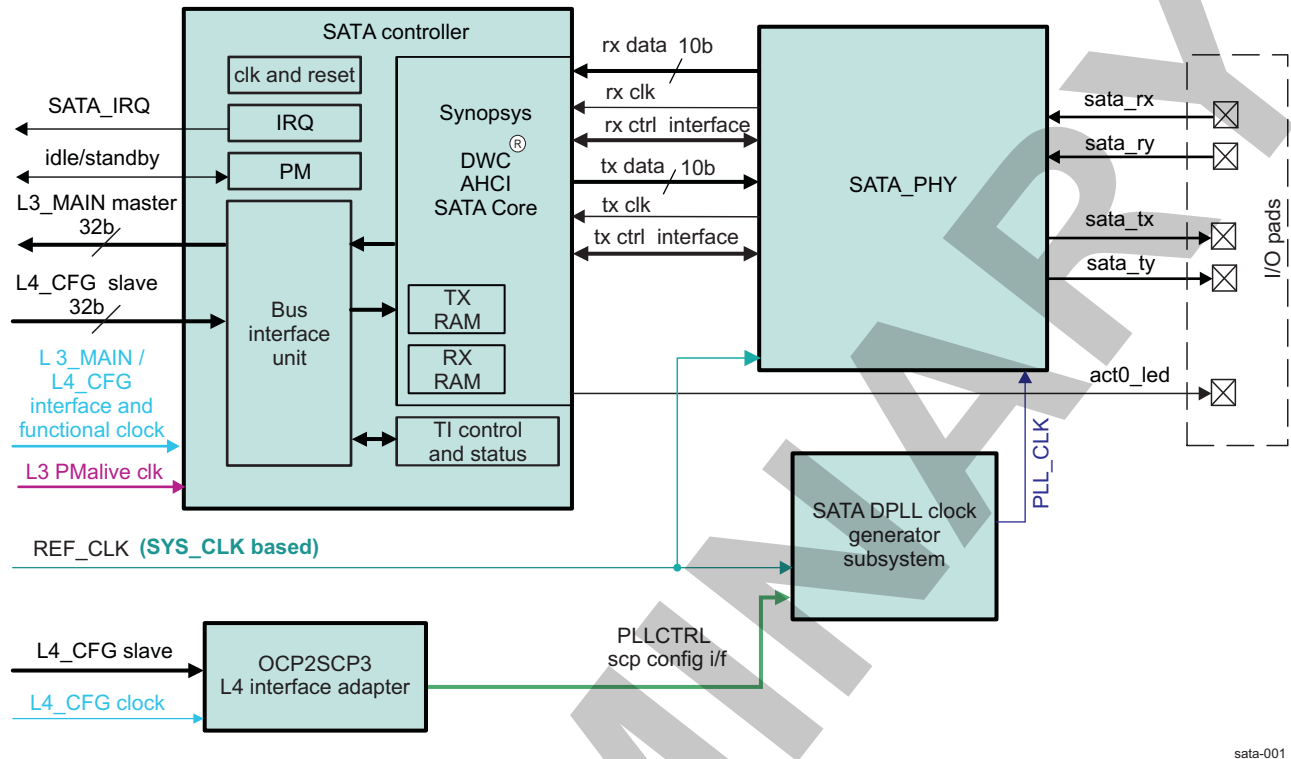 SATA controller
clk and reset
IRQ
PM
Bus
interface
unit
Synopsys
DWC ®
AHCI
SATA Core
TX
RAM
RX
RAM
TI control
and status
SATA_IRQ
idle/standby
L3_MAIN master
32b
L4_CFG slave
32b
L 3_MAIN /
L4_CFG
interface and
functional clock
L3 PMalive clk
rx data 10b
rx clk
rx ctrl interface
tx data 10b
tx clk
tx ctrl interface
SATA_PHY
sata_rx
sata_ry
sata_tx
sata_ty
act0_led
I/O pads
PLL_CLK
SATA DPLL clock
generator
subsystem
REF_CLK (SYS_CLK based)
L4_CFG slave
L4_CFG clock
OCP2SCP3
L4 interface adapter
PLLCTRL
scp config i/f
MINARY
sata-001